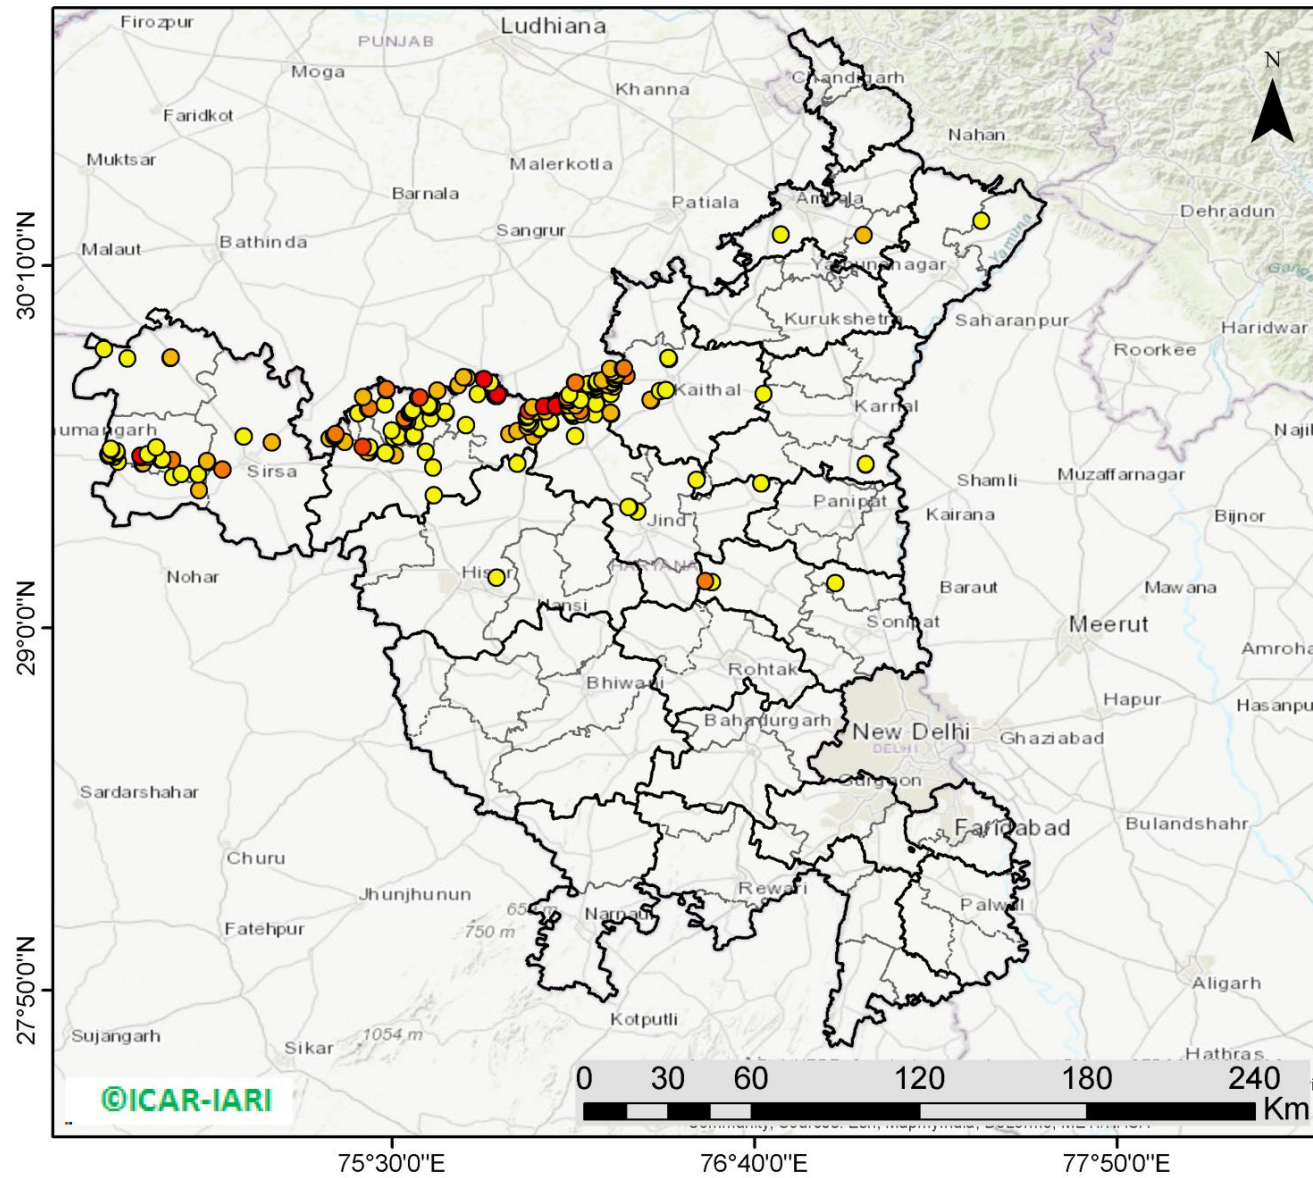 Firozpur
Ludhiana
PUNJAB
Moga
Chandigarh
N
Khanna
Faridkot
Nahan
Muktsar
Malerkotla
Barnala
Patiala
Ambala
Dehradun
Sangrur
Malaut
Bathinda
Yamuna
30°10'0"N
Yamunanagar
Kurukshetra
Saharanpur
Haridwar
Roorkee
Kaithal
Karnal
Sirsa
Muzaffarnagar
Shamli
Panipat
Kairana
Bijnor
Jind
HARYANA
Nohar
Hisar
Baraut
Mawana
Hansi
29°0'0"N
Sonipat
Meerut
Rohtak
Bhiwani
Hapur
Bahadurgarh
New Delhi
DELHI
Ghaziabad
Gurgaon
Sardarshahar
Faridabad
Bulandshahr
Churu
Jhunjhunun
Rewari
Narnaul
Palwal
Fatehpur
750 m
Aligarh
27°50'0"N
Kotputli
Sujangarh
1054 m
Sikar
Hathras
©ICAR-IARI
0 30 60 120 180 240
Km
75°30'0"E
76°40'0"E
77°50'0"E